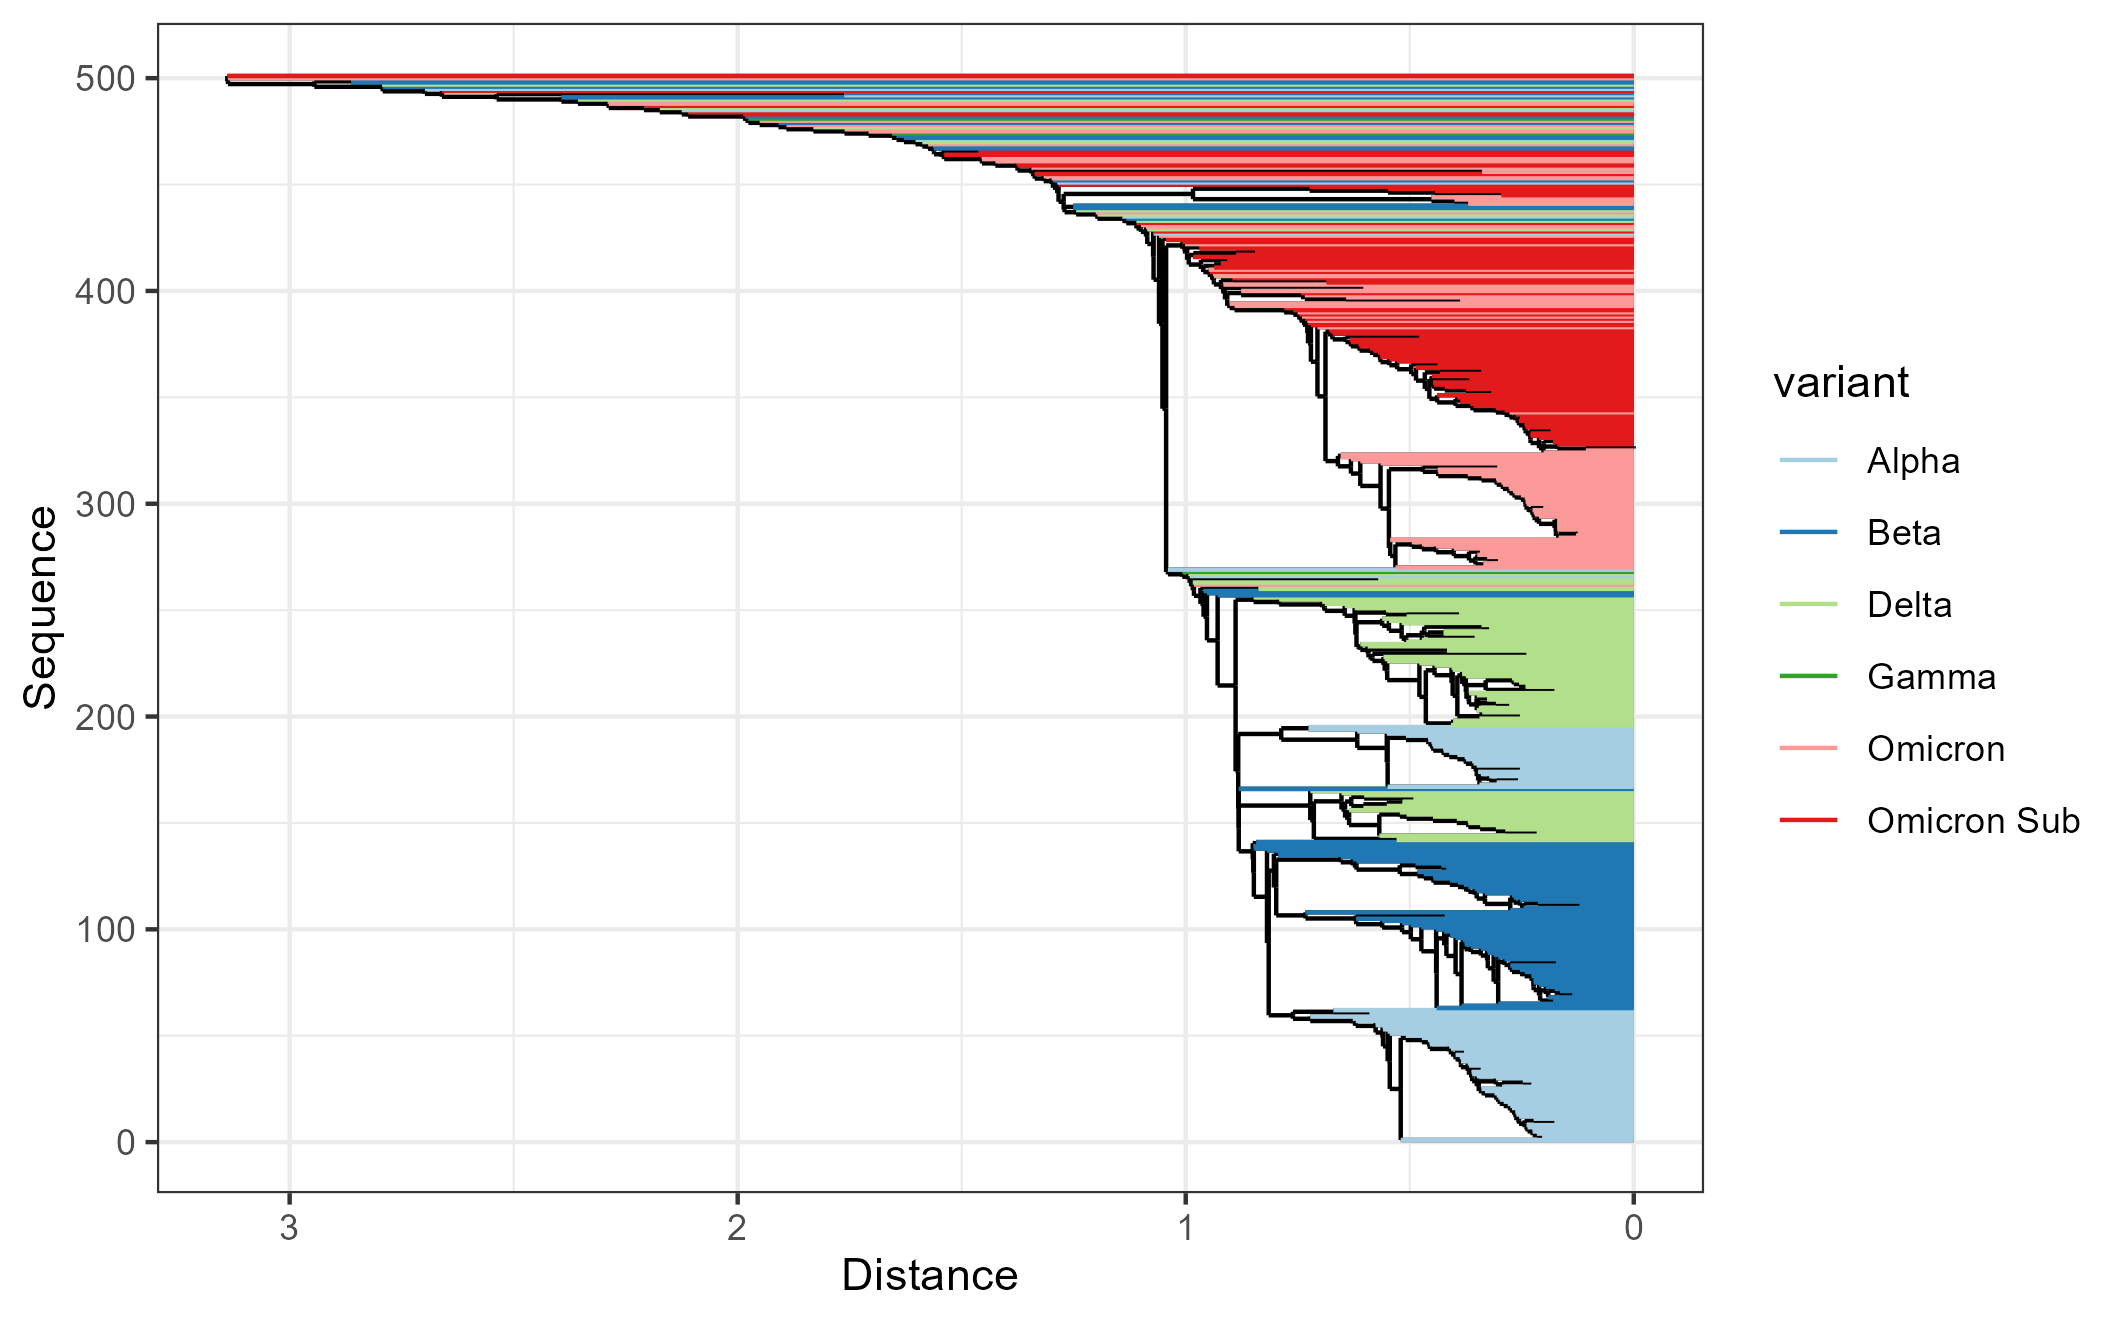 500
400
300
200
100
0
Sequence
3
2
1
0
Distance
variant
Alpha
Beta
Delta
Gamma
Omicron
Omicron Sub